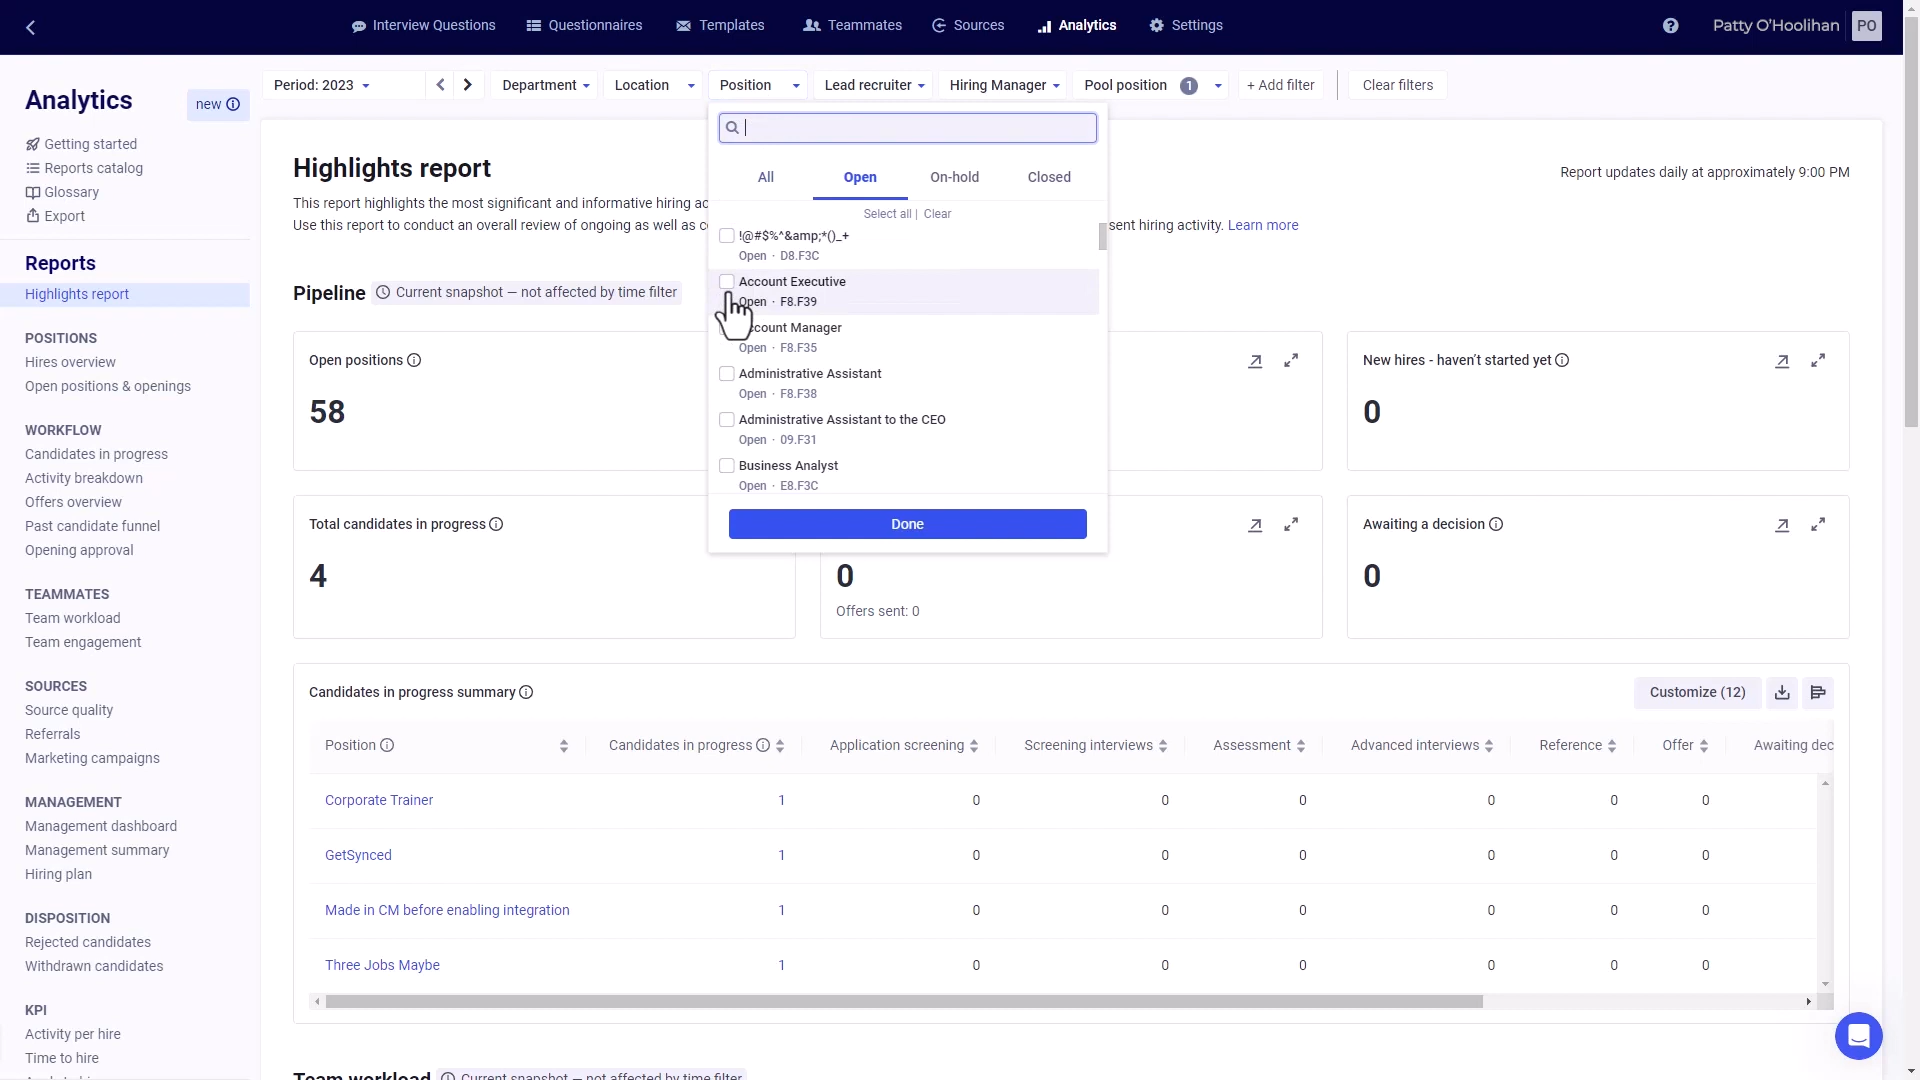 Interview Questions
Questionnaires
Templates
Teammates
Sources
Analytics
Settings
Patty O'Hoolihan
PO
Analytics
new
Getting started
Reports catalog
Glossary
Export
Reports
Highlights report
POSITIONS
Hires overview
Open positions & openings
WORKFLOW
Candidates in progress
Activity breakdown
Offers overview
Past candidate funnel
Opening approval
TEAMMATES
Team workload
Team engagement
SOURCES
Source quality
Referrals
Marketing campaigns
MANAGEMENT
Management dashboard
Management summary
Hiring plan
DISPOSITION
Rejected candidates
Withdrawn candidates
KPI
Activity per hire
Time to hire
Period: 2023
Department
Location
Position
Lead recruiter
Hiring Manager
Pool position 1
+ Add filter
Clear filters
All
Open
On-hold
Closed
Select all | Clear
!@#$%^&amp;*()_+
Open · D8.F3C
Account Executive
Open · F8.F39
ccount Manager
Open · F8.F35
Administrative Assistant
Open · F8.F38
Administrative Assistant to the CEO
Open · 09.F31
Business Analyst
Open · E8.F3C
Done
Highlights report
Report updates daily at approximately 9:00 PM
This report highlights the most significant and informative hiring
Use this report to conduct an overall review of ongoing as well as
sent hiring activity. Learn more
Pipeline
Current snapshot — not affected by time filter
Open positions
58
New hires - haven't started yet
0
Total candidates in progress
4
0
Offers sent: 0
Awaiting a decision
0
Candidates in progress summary
Customize (12)
Position Candidates in progress Application screening Screening interviews Assessment Advanced interviews Reference Offer Awaiting dec
Corporate Trainer 1 0 0 0 0 0 0
GetSynced 1 0 0 0 0 0 0
Made in CM before enabling integration 1 0 0 0 0 0 0
Three Jobs Maybe 1 0 0 0 0 0 0
Team workload
Current snapshot — not affected by time filter